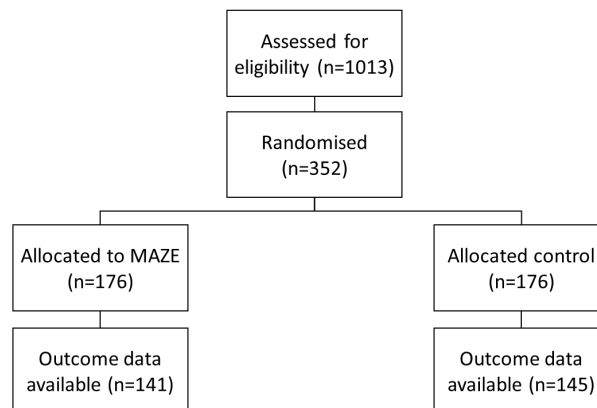 Assessed for
eligibility (n=1013)
Randomised
(n=352)
Allocated to MAZE
(n=176)
Allocated control
(n=176)
Outcome data
available (n=141)
Outcome data
available (n=145)